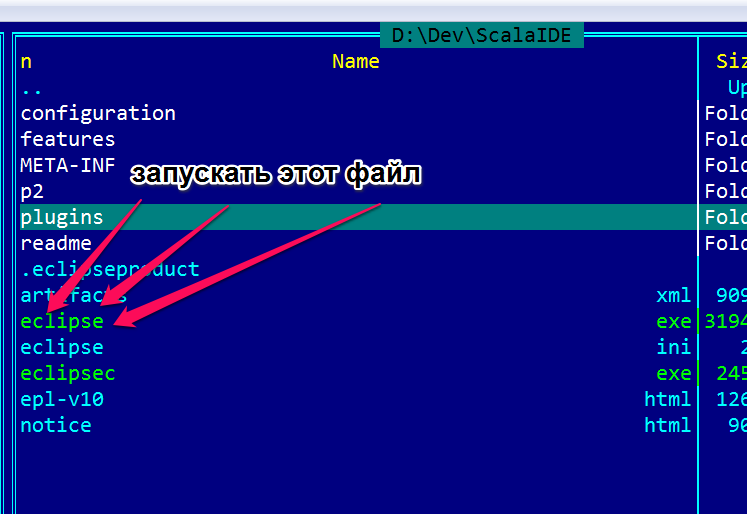 D:\Dev\ScalaIDE
n Name Siz
.. Up
configuration Fold
features Fold
META-INF Fold
запускать этот файл
p2 Fold
plugins Fold
readme Fold
.eclipseproduct
artifacts xml 909
eclipse exe 3194
eclipse ini 2
eclipsec exe 245
epl-v10 html 126
notice html 90